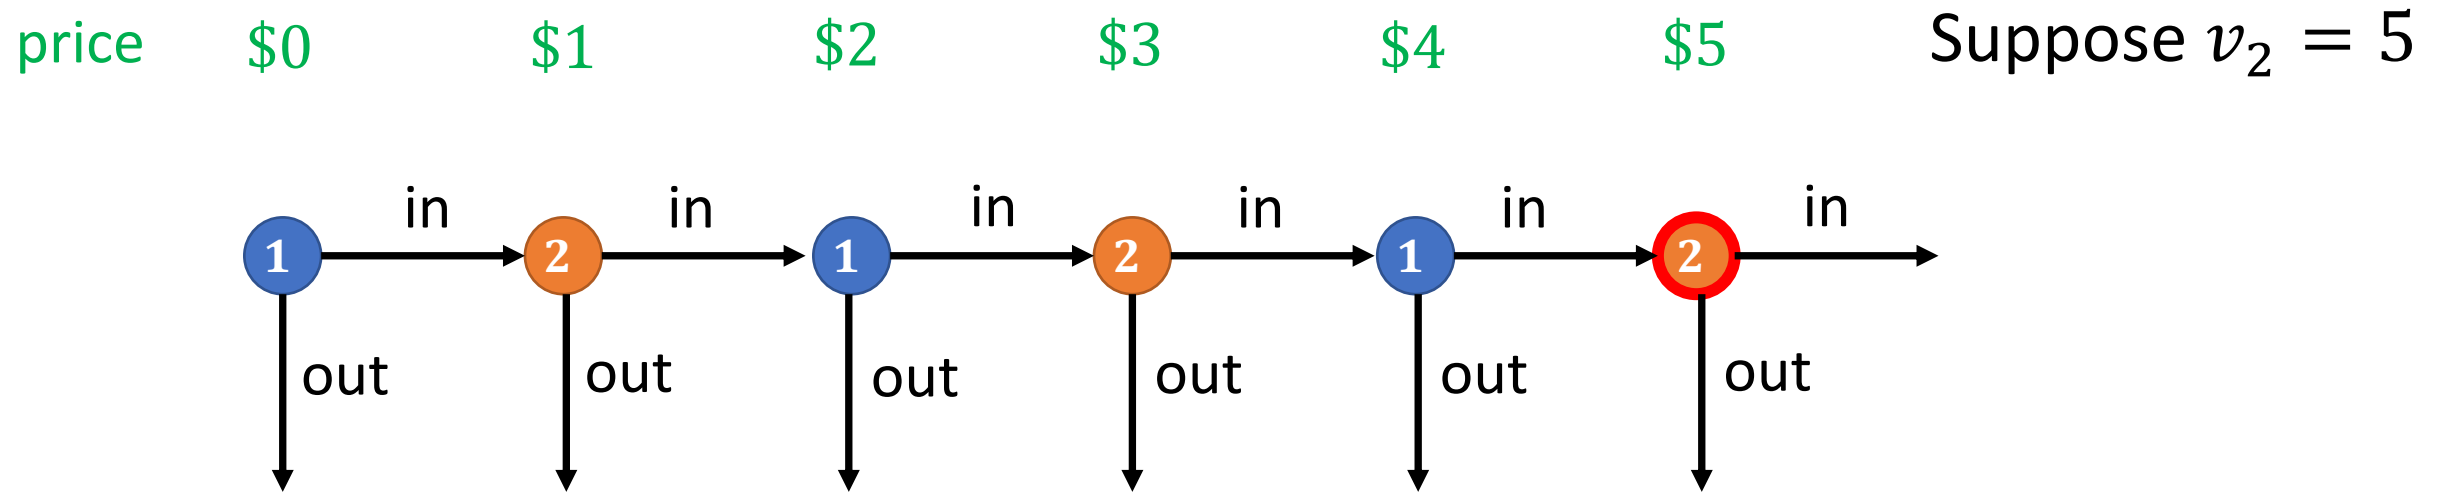 price $0 $1 $2 $3 $4 $5 Suppose v₂ = 5
in in in in in in
1 2 1 2 1 2
out out out out out out